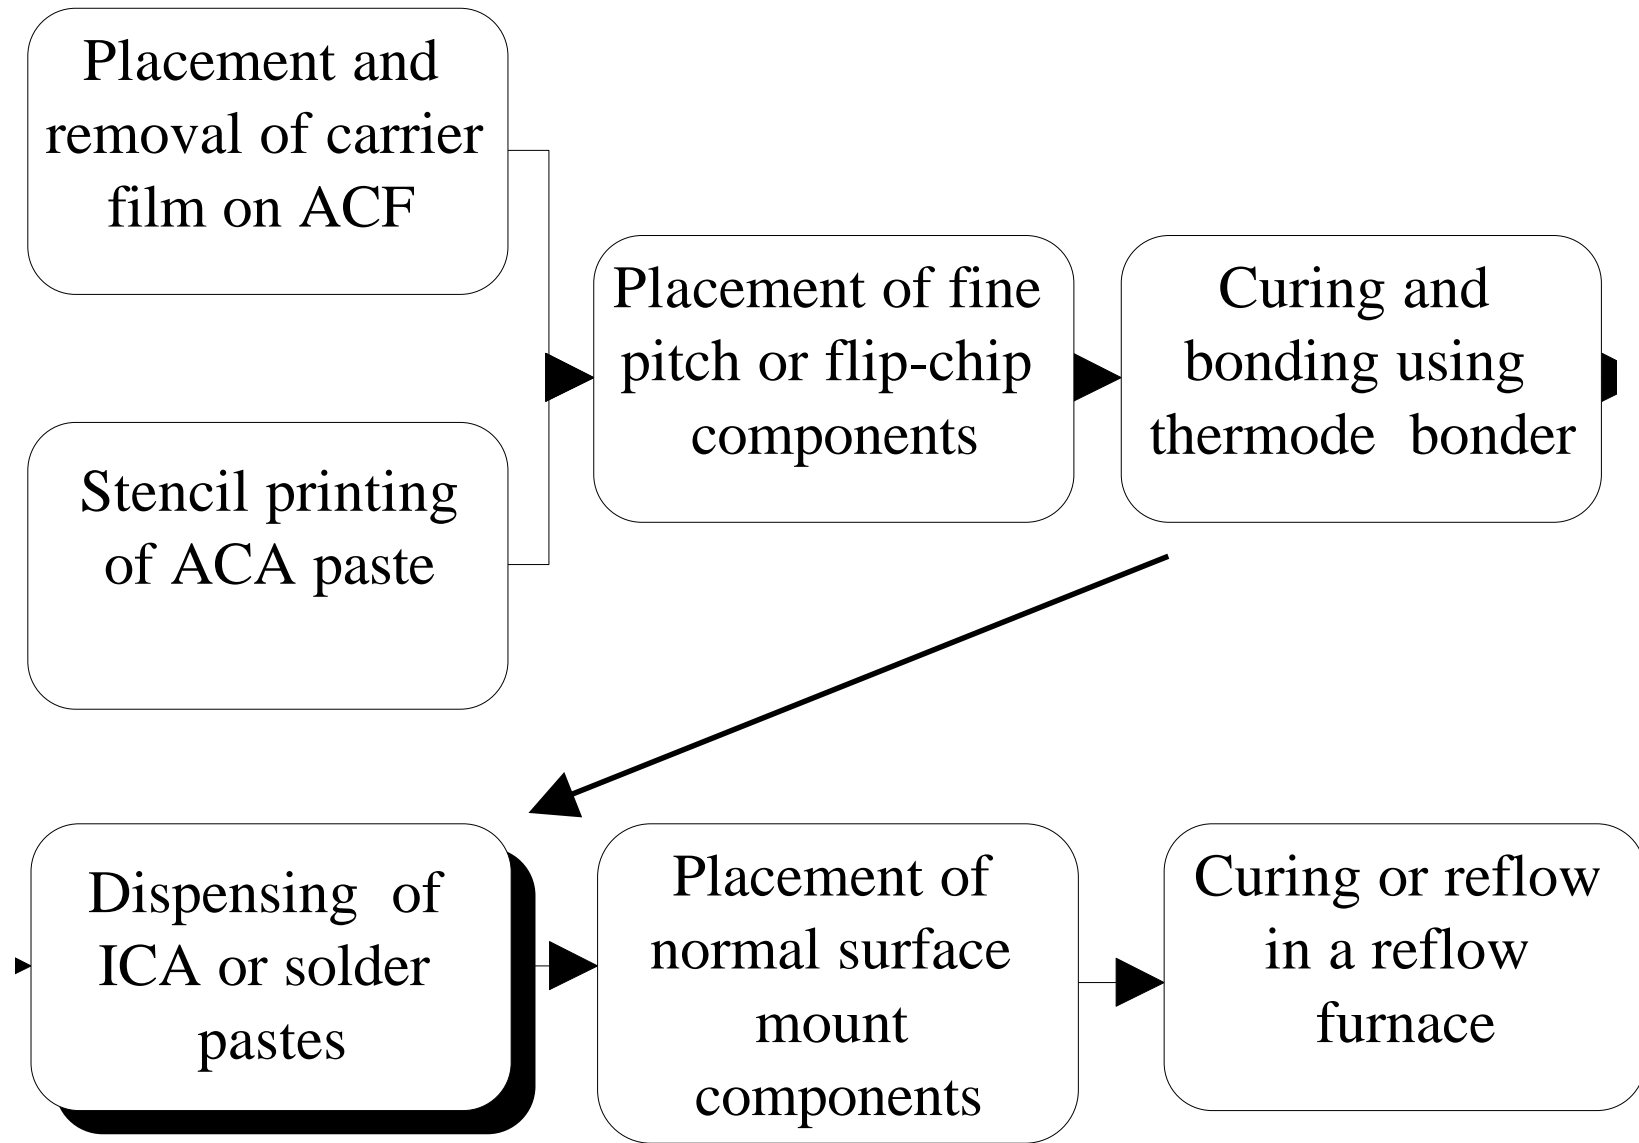 Placement and
removal of carrier
film on ACF
Stencil printing
of ACA paste
Placement of fine
pitch or flip-chip
components
Curing and
bonding using
thermode bonder
Dispensing of
ICA or solder
pastes
Placement of
normal surface
mount
components
Curing or reflow
in a reflow
furnace